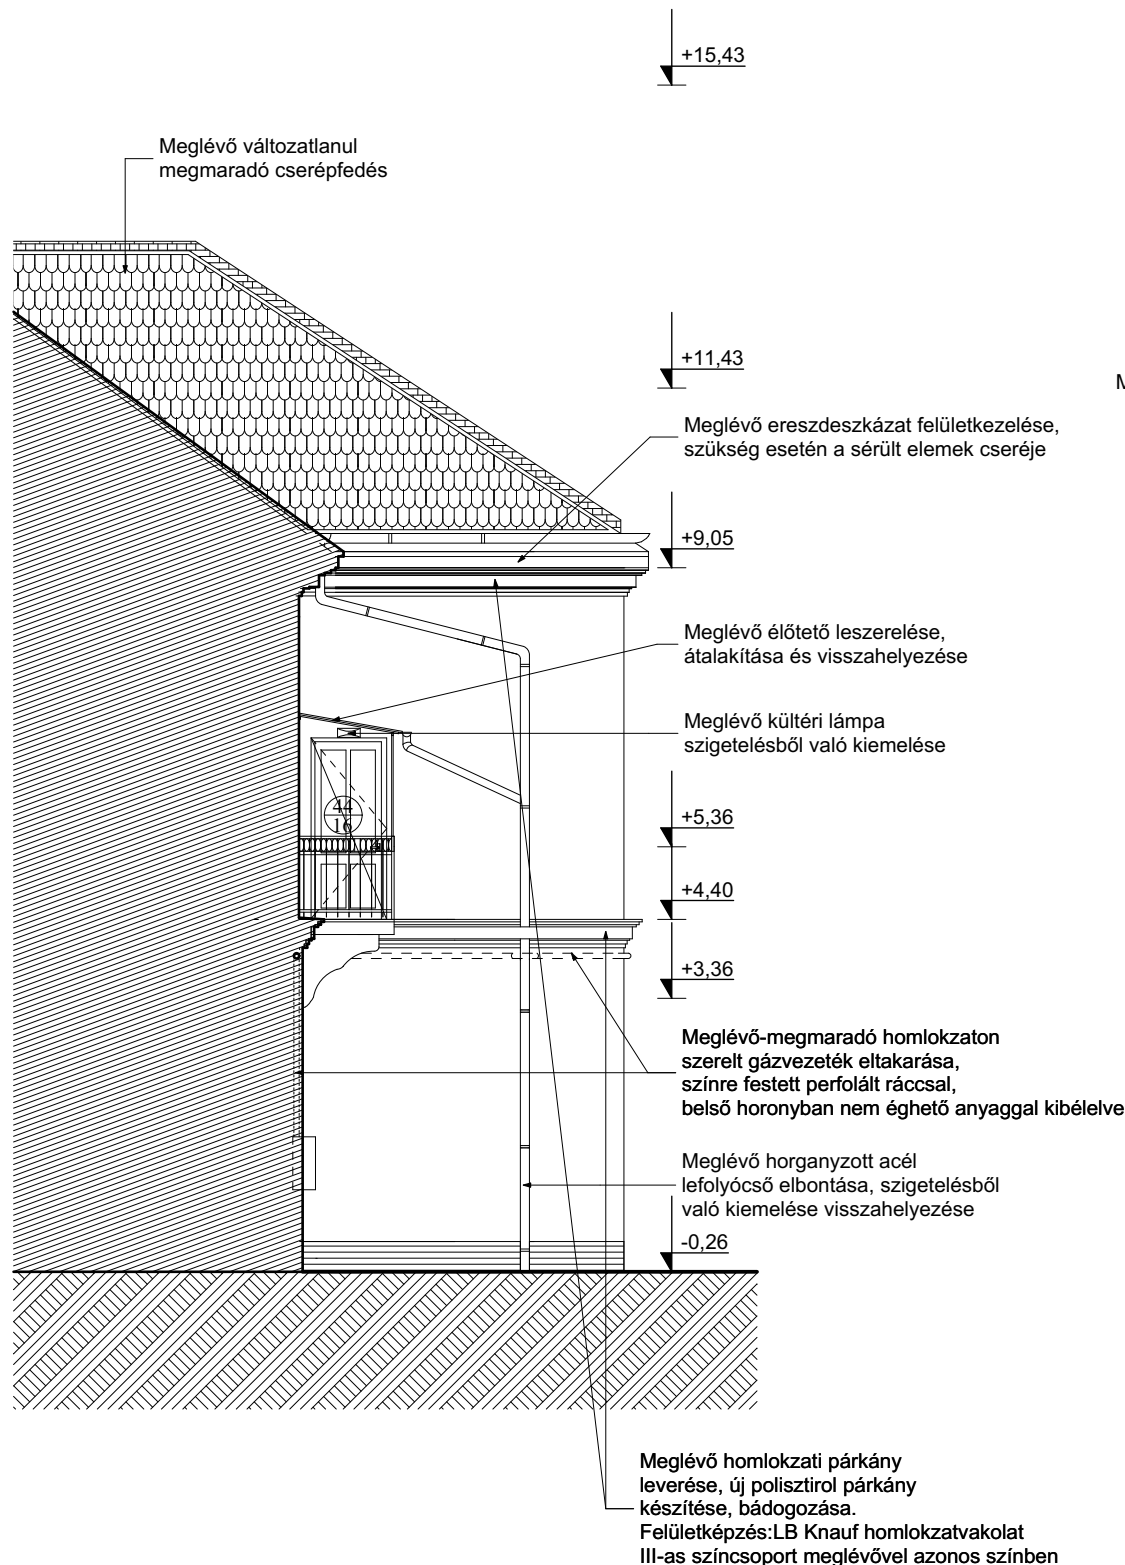 +15,43
Meglévő változatlanul
megmaradó cserépfedés
+11,43
M
Meglévő ereszdeszkázat felületkezelése,
szükség esetén a sérült elemek cseréje
+9,05
Meglévő élőtető leszerelése,
átalakítása és visszahelyezése
Meglévő kültéri lámpa
szigetelésből való kiemelése
44
16
+5,36
+4,40
+3,36
Meglévő-megmaradó homlokzaton
szerelt gázvezeték eltakarása,
színre festett perfolált ráccsal,
belső horonyban nem éghető anyaggal kibélelve
Meglévő horganyzott acél
lefolyócső elbontása, szigetelésből
való kiemelése visszahelyezése
-0,26
Meglévő homlokzati párkány
leverése, új polisztirol párkány
készítése, bádogozása.
Felületképzés:LB Knauf homlokzatvakolat
III-as színcsoport meglévővel azonos színben